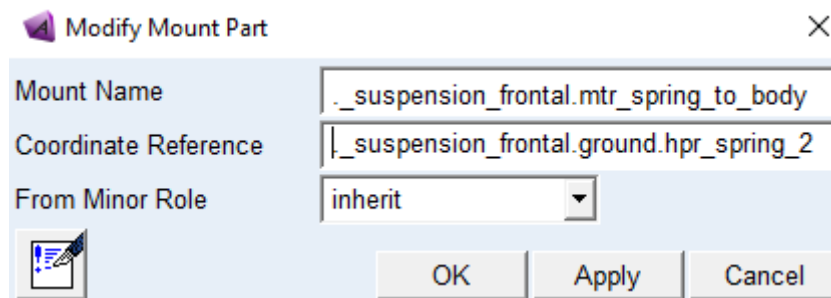 Modify Mount Part
Mount Name ._suspension_frontal.mtr_spring_to_body
Coordinate Reference ._suspension_frontal.ground.hpr_spring_2
From Minor Role inherit
OK Apply Cancel